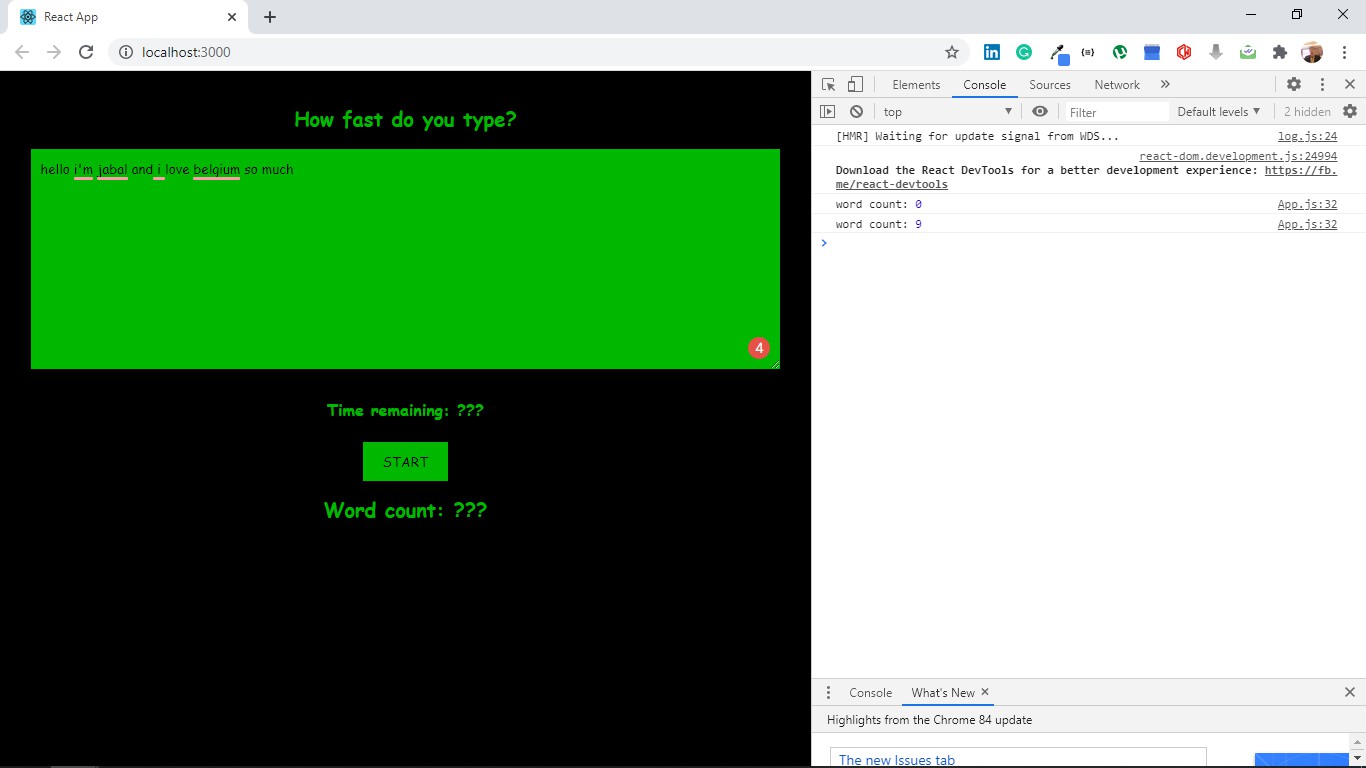 React App
localhost:3000
How fast do you type?
hello i'm jabal and i love belgium so much
4
Time remaining: ???
START
Word count: ???
Elements Console Sources Network
top Filter Default levels 2 hidden
[HMR] Waiting for update signal from WDS... log.js:24
react-dom.development.js:24994
Download the React DevTools for a better development experience: https://fb.
me/react-devtools
word count: 0 App.js:32
word count: 9 App.js:32
Console What's New
Highlights from the Chrome 84 update
The new Issues tab